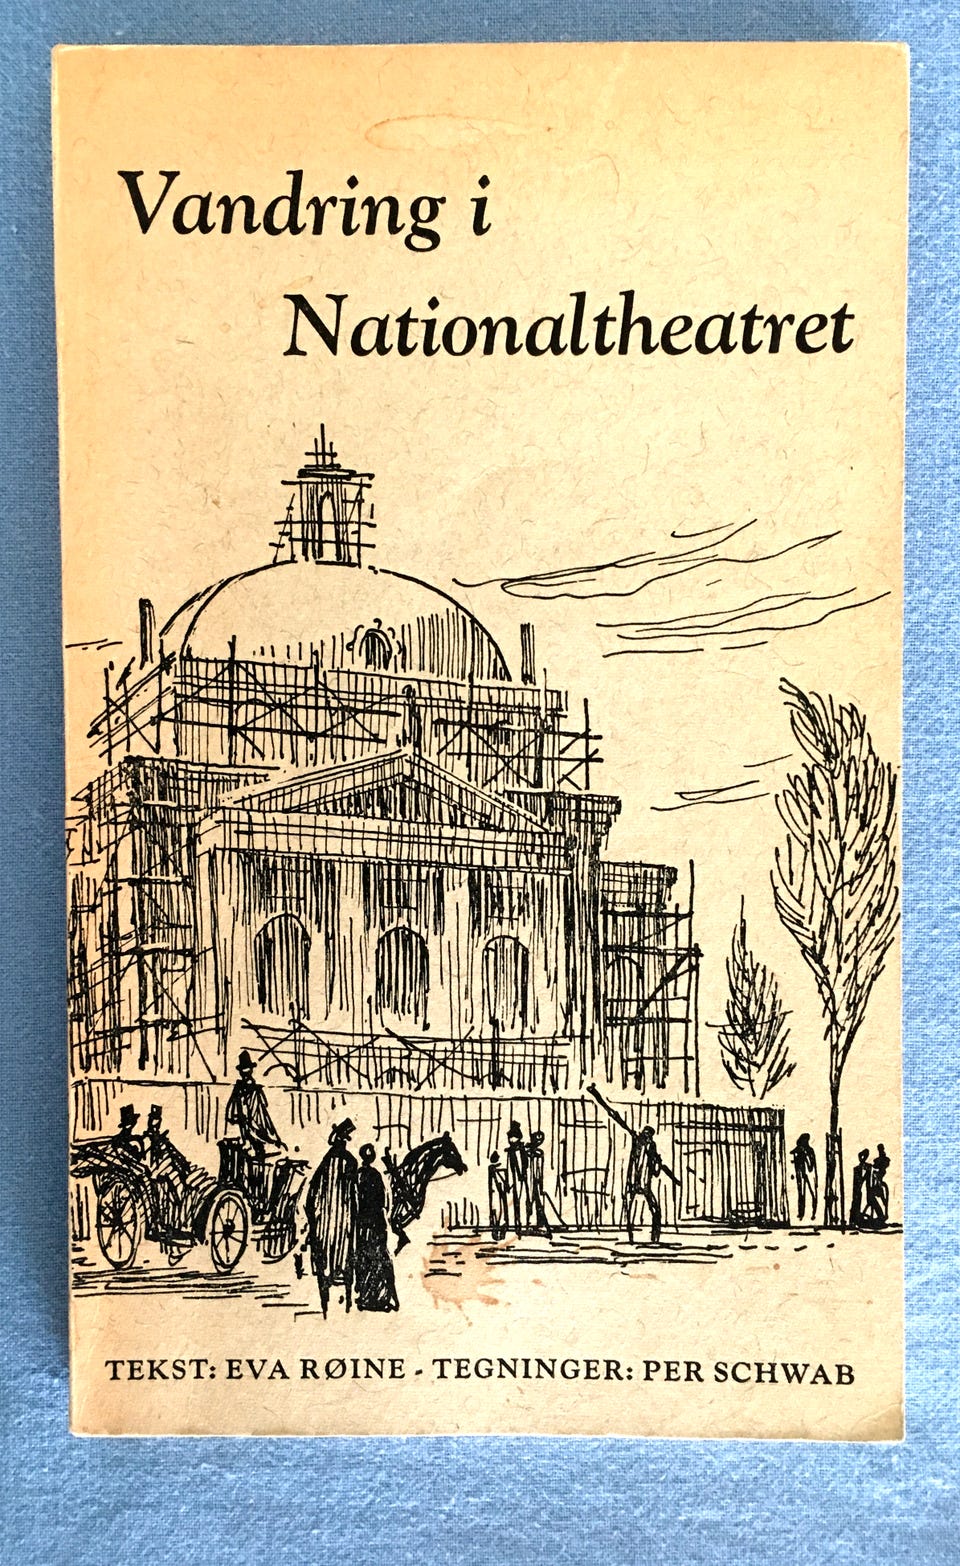 Vandring i
Nationaltheatret
TEKST: EVA RØINE - TEGNINGER: PER SCHWAB